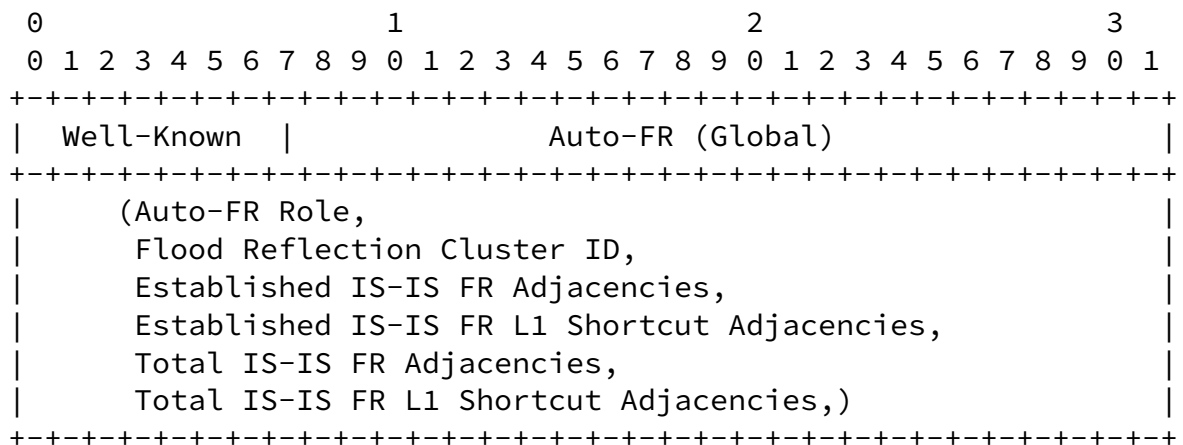 0                   1                   2                   3
 0 1 2 3 4 5 6 7 8 9 0 1 2 3 4 5 6 7 8 9 0 1 2 3 4 5 6 7 8 9 0 1
+-+-+-+-+-+-+-+-+-+-+-+-+-+-+-+-+-+-+-+-+-+-+-+-+-+-+-+-+-+-+-+-+
|  Well-Known  |              Auto-FR (Global)                  |
+-+-+-+-+-+-+-+-+-+-+-+-+-+-+-+-+-+-+-+-+-+-+-+-+-+-+-+-+-+-+-+-+
|     (Auto-FR Role,                                            |
|      Flood Reflection Cluster ID,                             |
|      Established IS-IS FR Adjacencies,                        |
|      Established IS-IS FR L1 Shortcut Adjacencies,            |
|      Total IS-IS FR Adjacencies,                              |
|      Total IS-IS FR L1 Shortcut Adjacencies,)                 |
+-+-+-+-+-+-+-+-+-+-+-+-+-+-+-+-+-+-+-+-+-+-+-+-+-+-+-+-+-+-+-+-+